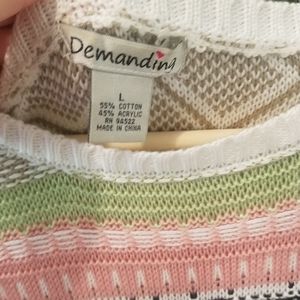 Demanding
L
55% COTTON
45% ACRYLIC
RN 94522
MADE IN CHINA